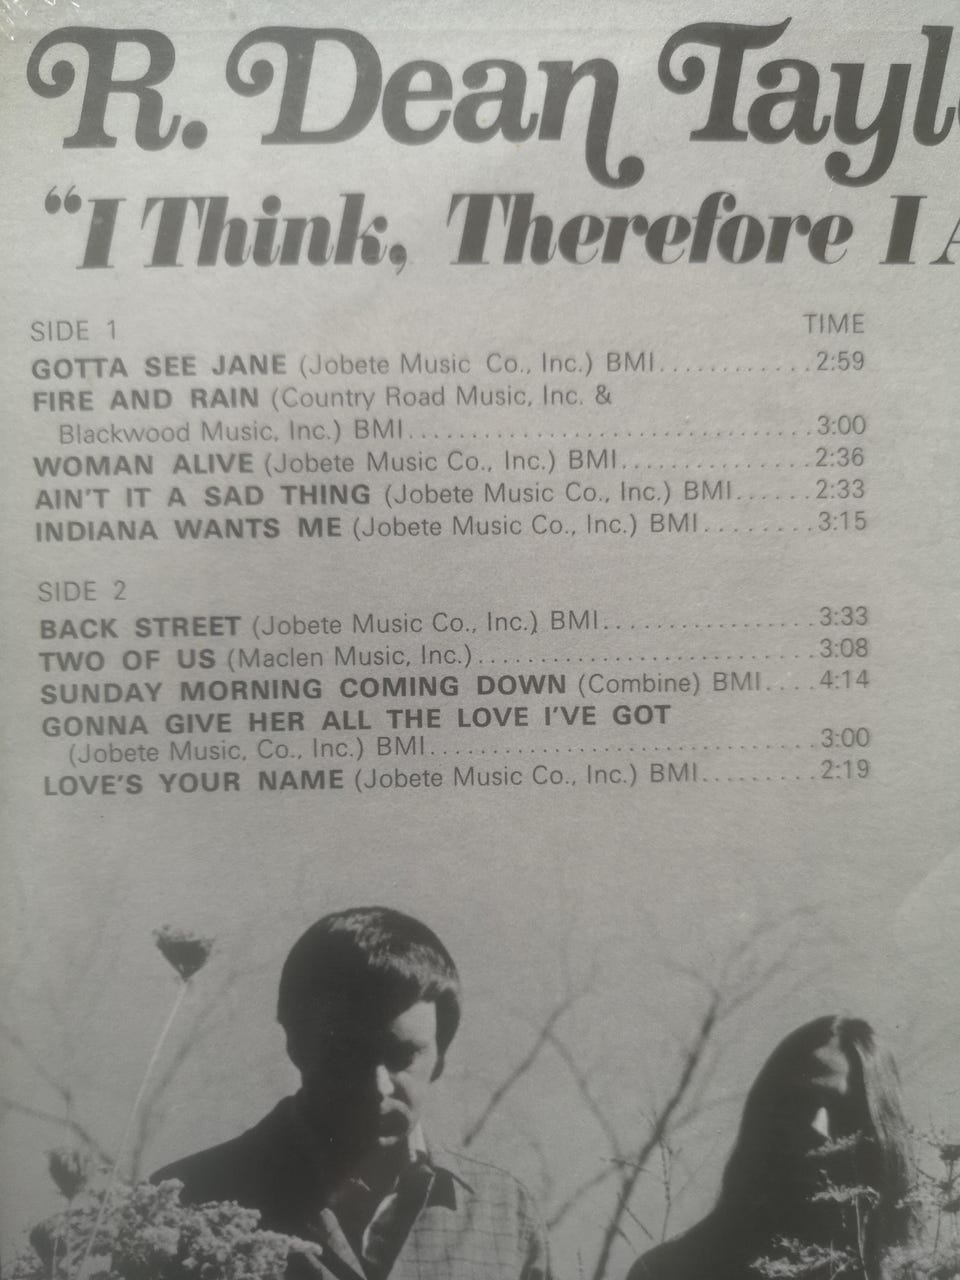 R. Dean Tayl
"I Think, Therefore I A
SIDE 1 TIME
GOTTA SEE JANE (Jobete Music Co., Inc.) BMI............2:59
FIRE AND RAIN (Country Road Music, Inc. &
Blackwood Music, Inc.) BMI..............................3:00
WOMAN ALIVE (Jobete Music Co., Inc.) BMI..............2:36
AIN'T IT A SAD THING (Jobete Music Co., Inc.) BMI......2:33
INDIANA WANTS ME (Jobete Music Co., Inc.) BMI........3:15
SIDE 2
BACK STREET (Jobete Music Co., Inc.) BMI................3:33
TWO OF US (Maclen Music, Inc.).........................3:08
SUNDAY MORNING COMING DOWN (Combine) BMI....4:14
GONNA GIVE HER ALL THE LOVE I'VE GOT
(Jobete Music, Co., Inc.) BMI.............................3:00
LOVE'S YOUR NAME (Jobete Music Co., Inc.) BMI.........2:19